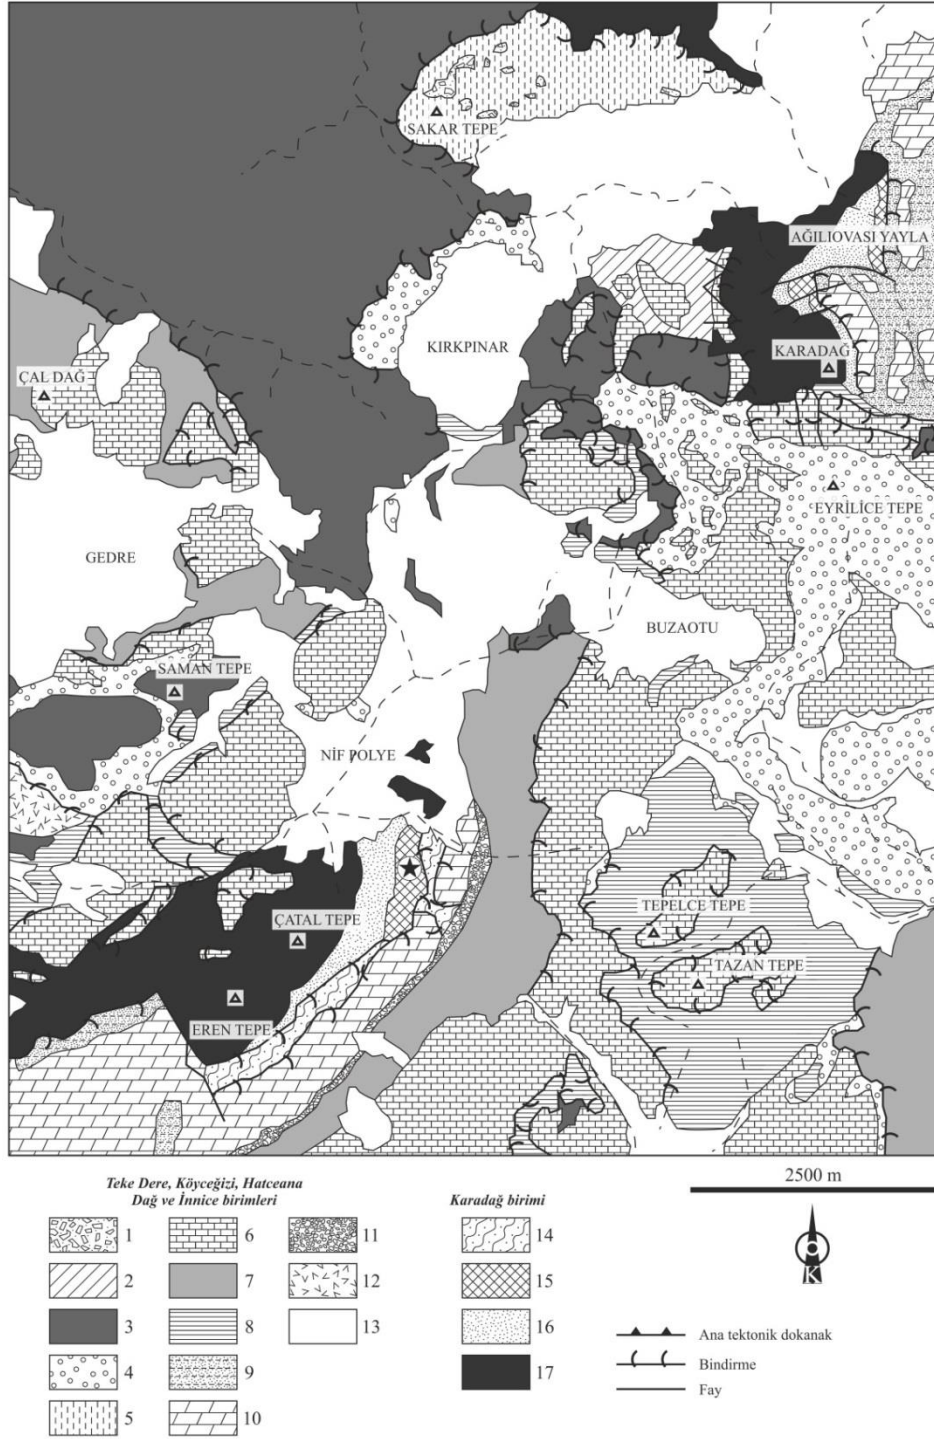 SAKAR TEPE
AĞILIOVASI YAYLA
KIRKPINAR
KARADAĞ
ÇAL DAĞ
EYRİLİCE TEPE
GEDRE
BUZAOTU
SAMAN TEPE
NİF POLYE
TEPELCE TEPE
ÇATAL TEPE
TAZAN TEPE
EREN TEPE
2500 m
Teke Dere, Köyceğizi, Hatceana
Dağ ve İnnice birimleri
Karadağ birimi
1
6
11
14
2
7
12
15
3
8
13
16
4
9
17
5
10
K
Ana tektonik dokanak
Bindirme
Fay